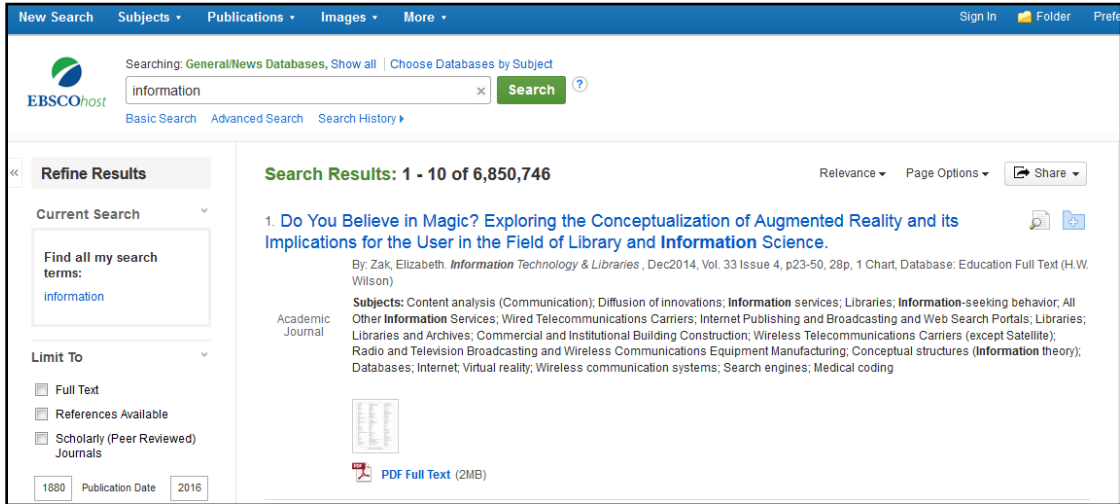 New Search Subjects Publications Images More Sign In Folder Prefe
Searching: General/News Databases, Show all | Choose Databases by Subject
information × Search ?
EBSCOhost
Basic Search Advanced Search Search History
« Refine Results
Search Results: 1 - 10 of 6,850,746 Relevance Page Options Share
Current Search
Find all my search
terms:
information
1. Do You Believe in Magic? Exploring the Conceptualization of Augmented Reality and its
Implications for the User in the Field of Library and Information Science.
By: Zak, Elizabeth. Information Technology & Libraries , Dec2014, Vol. 33 Issue 4, p23-50, 28p, 1 Chart, Database: Education Full Text (H.W.
Wilson)
Academic
Journal
Subjects: Content analysis (Communication); Diffusion of innovations; Information services; Libraries; Information-seeking behavior; All
Other Information Services; Wired Telecommunications Carriers; Internet Publishing and Broadcasting and Web Search Portals; Libraries;
Libraries and Archives; Commercial and Institutional Building Construction; Wireless Telecommunications Carriers (except Satellite);
Radio and Television Broadcasting and Wireless Communications Equipment Manufacturing; Conceptual structures (Information theory);
Databases; Internet; Virtual reality; Wireless communication systems; Search engines; Medical coding
PDF PDF Full Text (2MB)
Limit To
Full Text
References Available
Scholarly (Peer Reviewed)
Journals
1880 Publication Date 2016